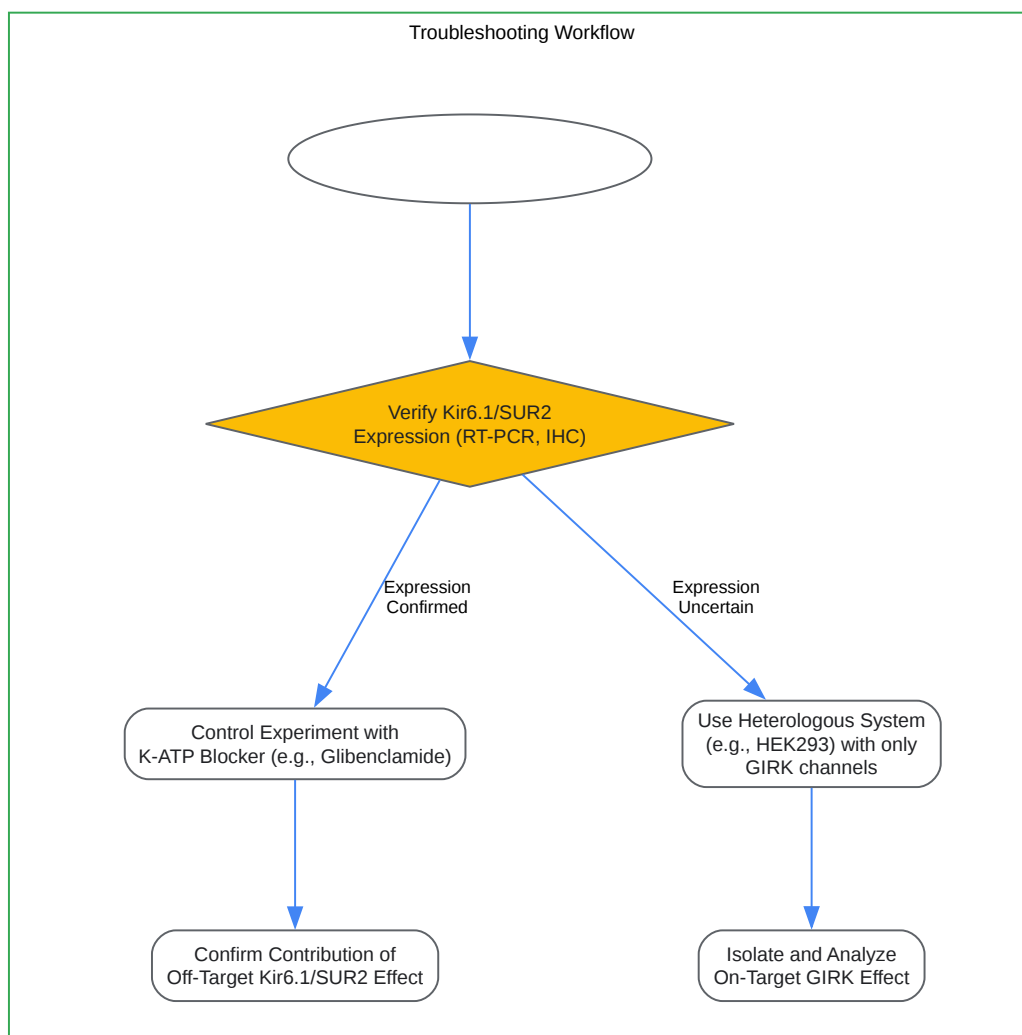 Troubleshooting Workflow
Verify Kir6.1/SUR2
Expression (RT-PCR, IHC)
Expression
Confirmed
Expression
Uncertain
Control Experiment with
K-ATP Blocker (e.g., Glibenclamide)
Use Heterologous System
(e.g., HEK293) with only
GIRK channels
Confirm Contribution of
Off-Target Kir6.1/SUR2 Effect
Isolate and Analyze
On-Target GIRK Effect